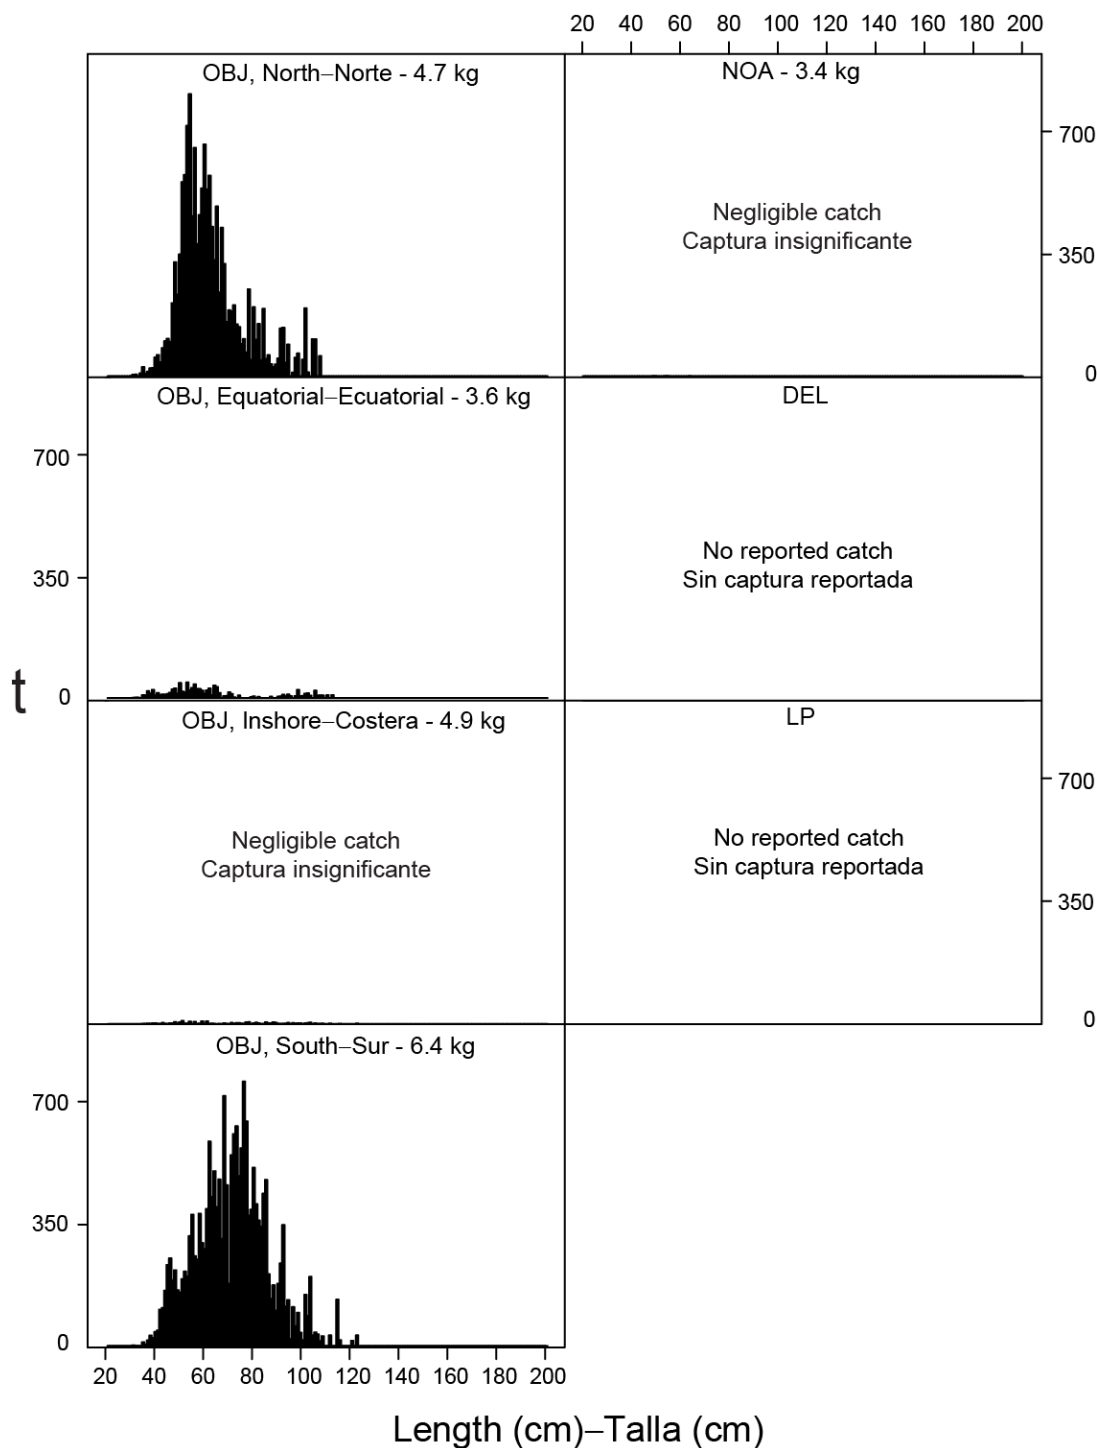 20 40 60 80 100 120 140 160 180 200
OBJ, North–Norte - 4.7 kg
NOA - 3.4 kg
700
Negligible catch
Captura insignificante
350
0
OBJ, Equatorial–Ecuatorial - 3.6 kg
DEL
700
No reported catch
Sin captura reportada
350
t
0
OBJ, Inshore–Costera - 4.9 kg
LP
700
Negligible catch
Captura insignificante
No reported catch
Sin captura reportada
350
0
OBJ, South–Sur - 6.4 kg
700
350
0
20 40 60 80 100 120 140 160 180 200
Length (cm)–Talla (cm)